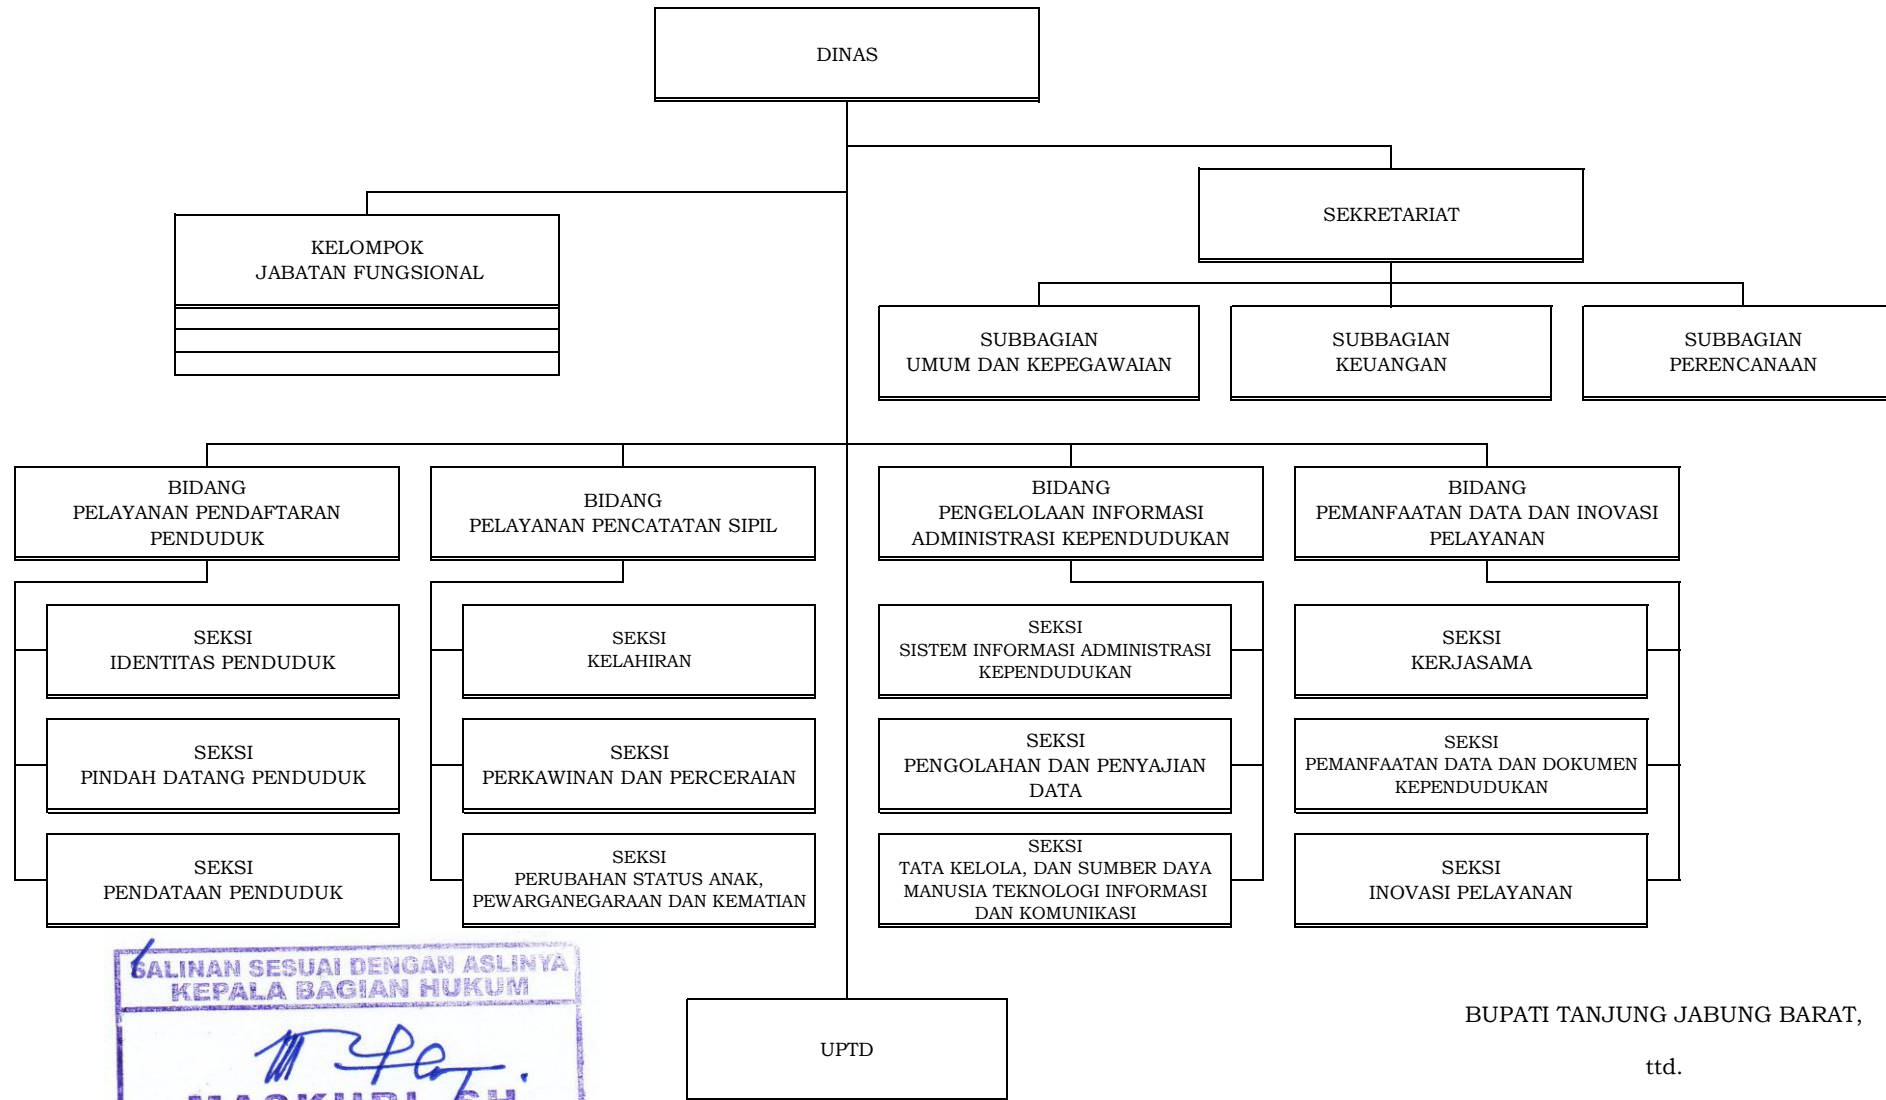 DINAS
SEKRETARIAT
KELOMPOK
JABATAN FUNGSIONAL
SUBBAGIAN
UMUM DAN KEPEGAWAIAN
SUBBAGIAN
KEUANGAN
SUBBAGIAN
PERENCANAAN
BIDANG
PELAYANAN PENDAFTARAN
PENDUDUK
BIDANG
PELAYANAN PENCATATAN SIPIL
BIDANG
PENGELOLAAN INFORMASI
ADMINISTRASI KEPENDUDUKAN
BIDANG
PEMANFAATAN DATA DAN INOVASI
PELAYANAN
SEKSI
IDENTITAS PENDUDUK
SEKSI
KELAHIRAN
SEKSI
SISTEM INFORMASI ADMINISTRASI
KEPENDUDUKAN
SEKSI
KERJASAMA
SEKSI
PINDAH DATANG PENDUDUK
SEKSI
PERKAWINAN DAN PERCERAIAN
SEKSI
PENGOLAHAN DAN PENYAJIAN
DATA
SEKSI
PEMANFAATAN DATA DAN DOKUMEN
KEPENDUDUKAN
SEKSI
PENDATAAN PENDUDUK
SEKSI
PERUBAHAN STATUS ANAK,
PEWARGANEGARAAN DAN KEMATIAN
SEKSI
TATA KELOLA, DAN SUMBER DAYA
MANUSIA TEKNOLOGI INFORMASI
DAN KOMUNIKASI
SEKSI
INOVASI PELAYANAN
SALINAN SESUAI DENGAN ASLINYA
KEPALA BAGIAN HUKUM
UPTD
BUPATI TANJUNG JABUNG BARAT,
ttd.